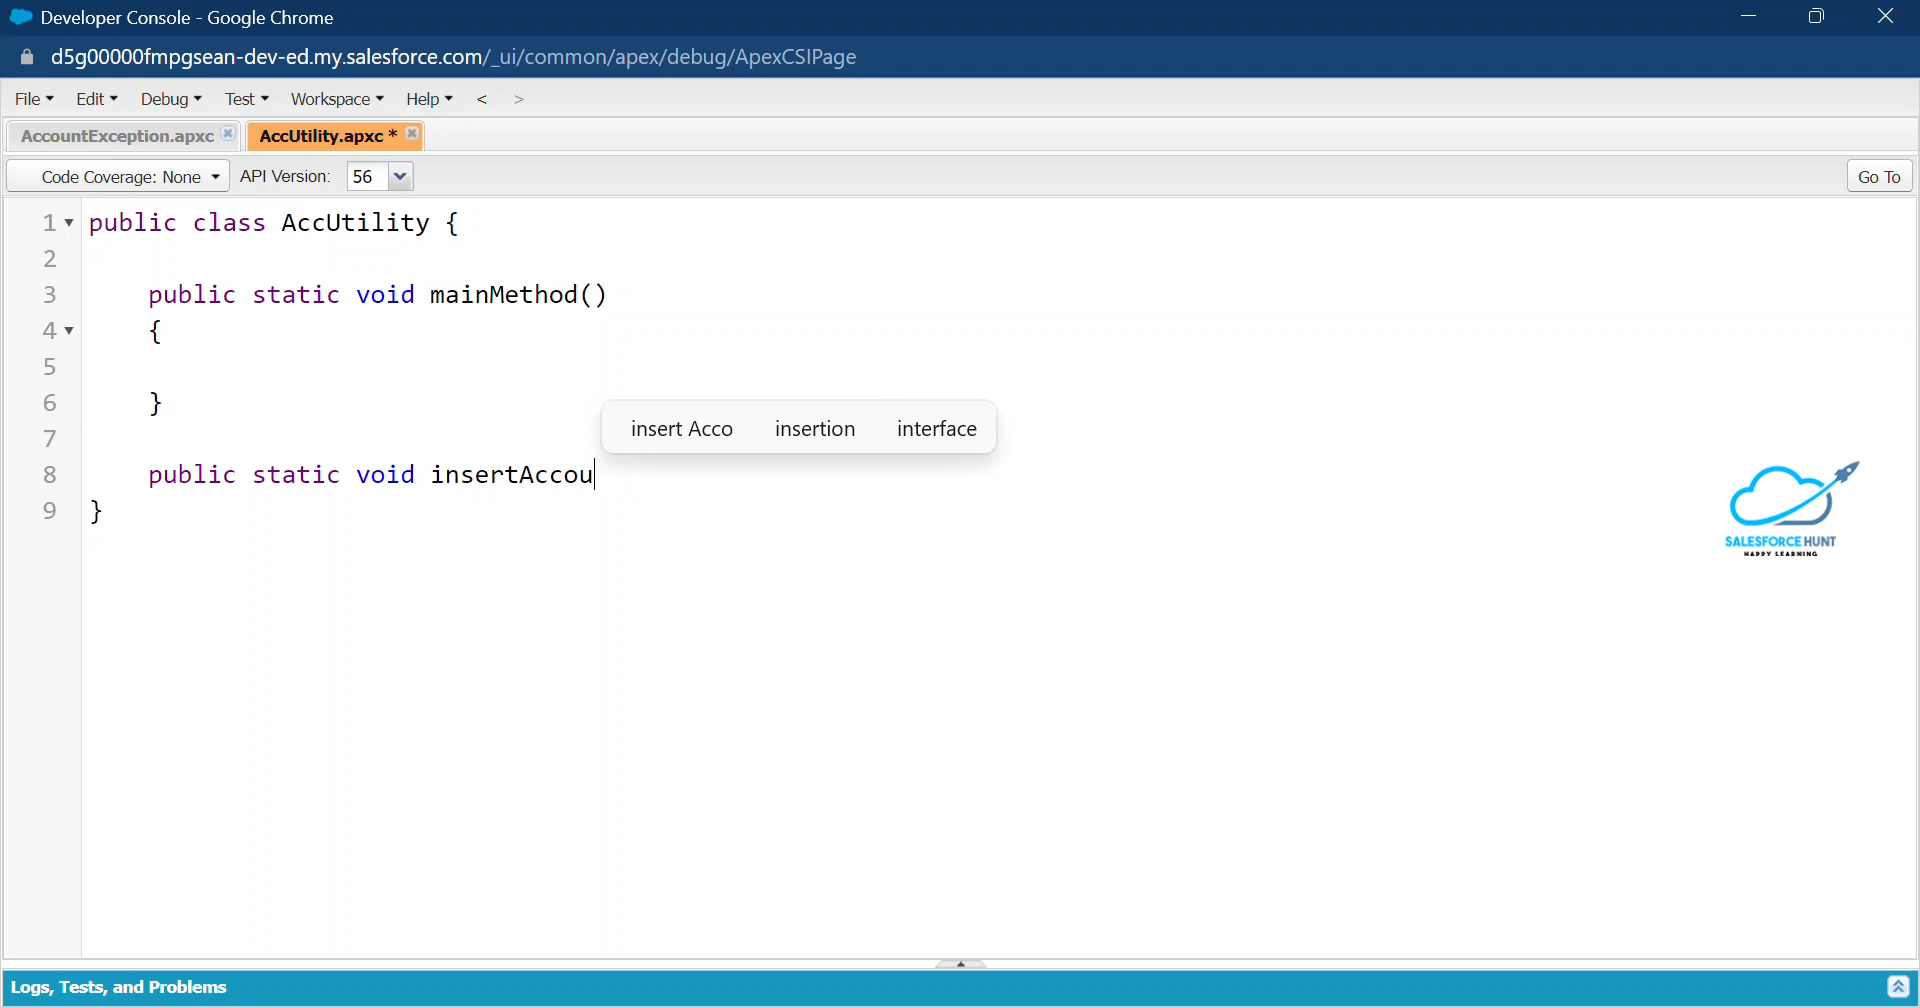 Developer Console - Google Chrome
d5g00000fmpgsean-dev-ed.my.salesforce.com/_ui/common/apex/debug/ApexCSIPage
File Edit Debug Test Workspace Help < >
AccountException.apxc AccUtility.apxc *
Code Coverage: None API Version: 56 Go To
1 public class AccUtility {
2
3 public static void mainMethod()
4 {
5
6 }
insert Acco insertion interface
7
8 public static void insertAccou
9 }
SALESFORCE HUNT
HAPPY LEARNING
Logs, Tests, and Problems